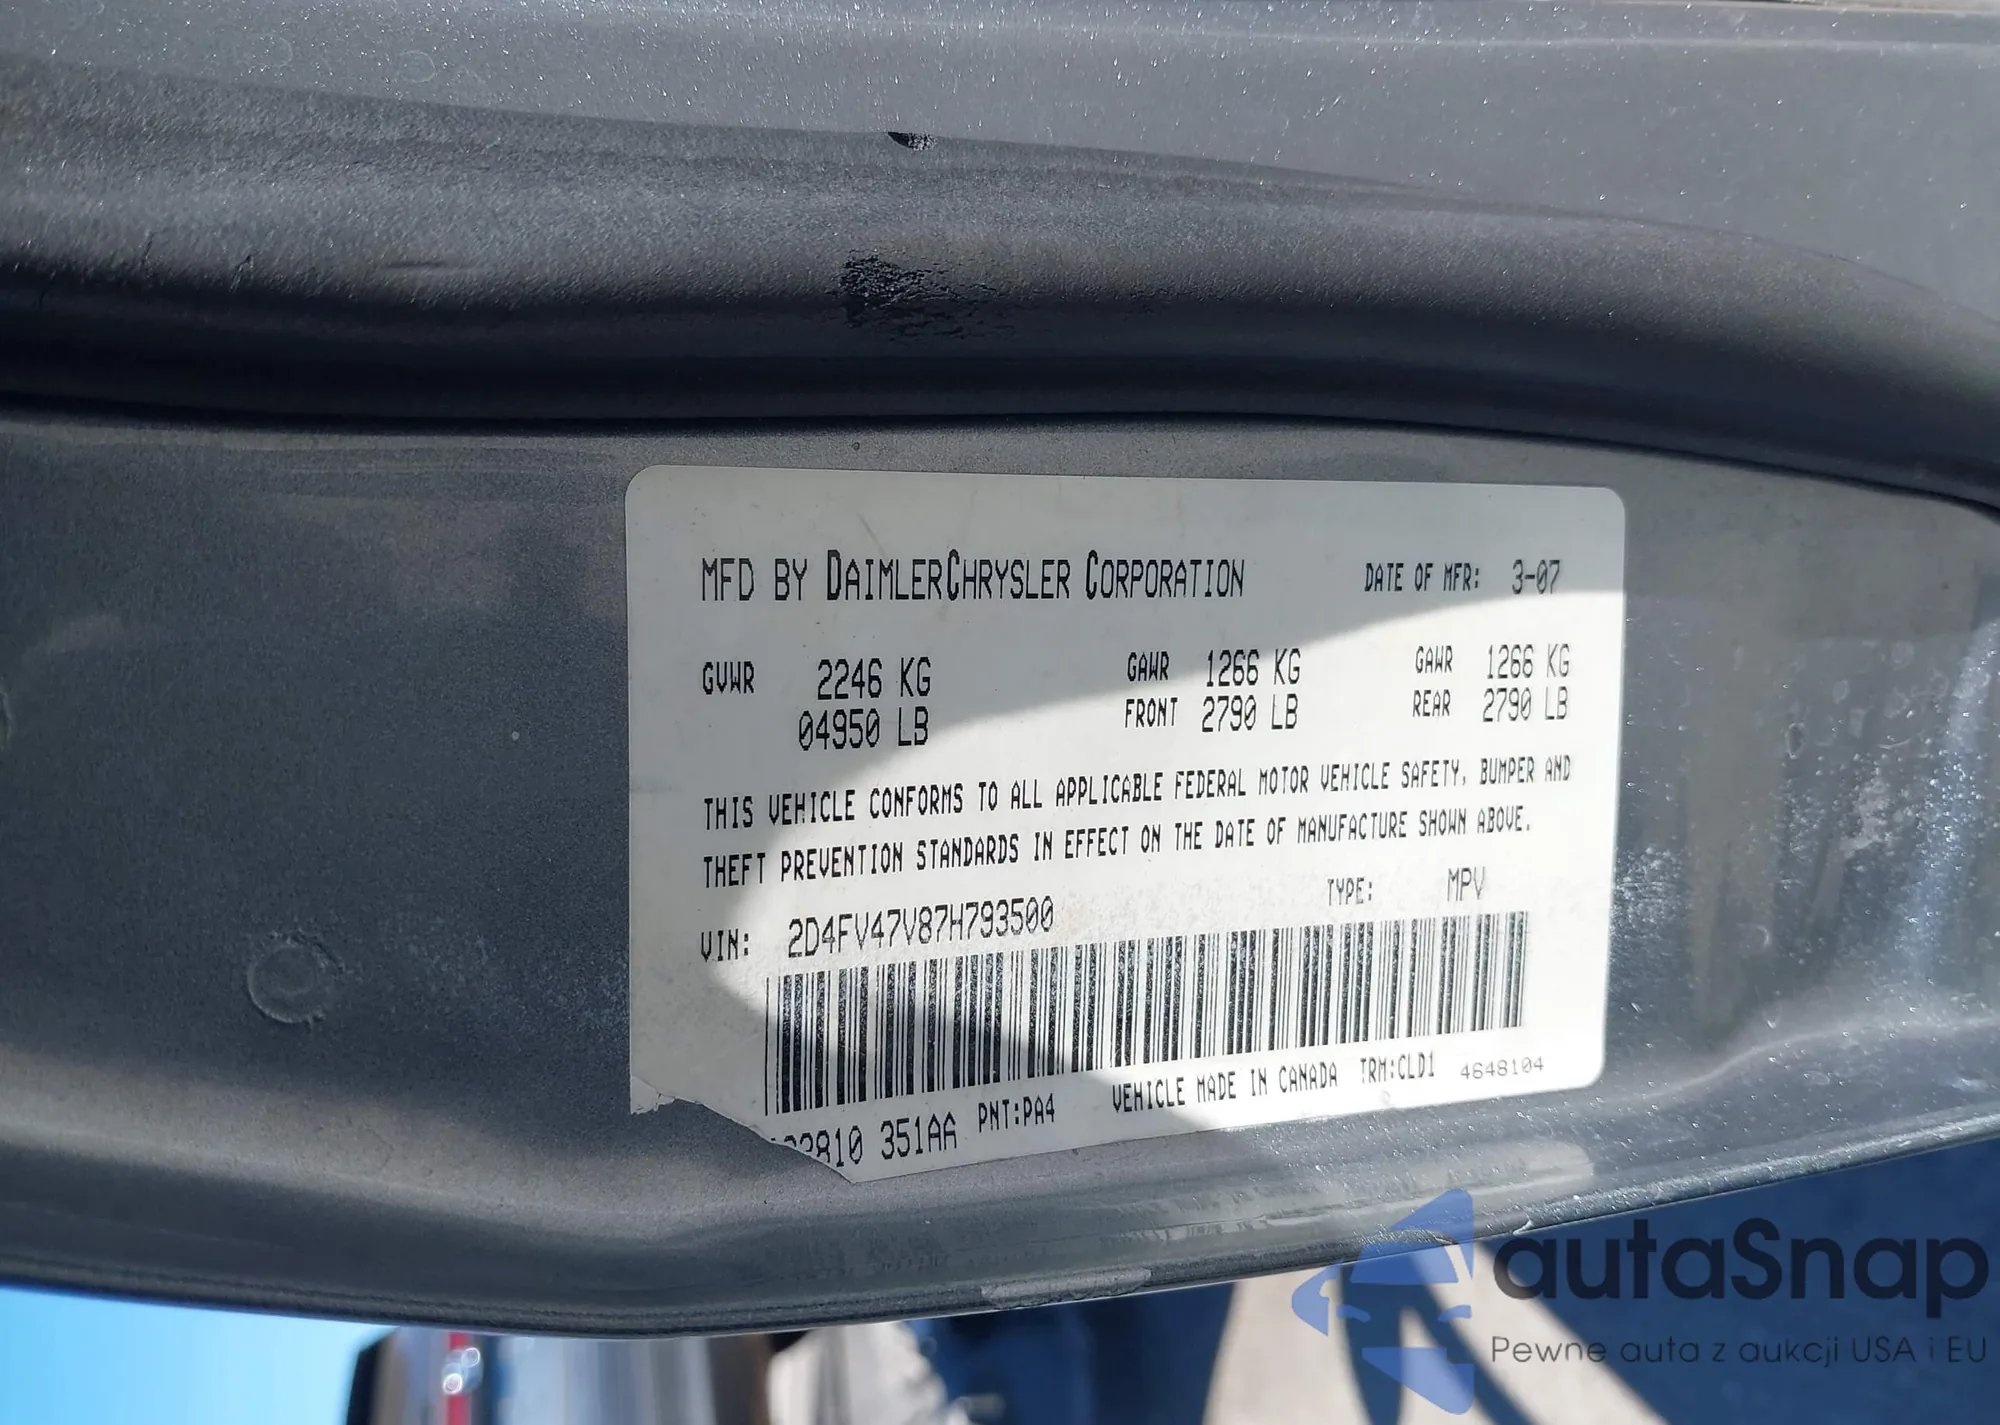 MFD BY DAIMLERCHRYSLER CORPORATION DATE OF MFR: 3-07
GVWR 2246 KG GAWR 1266 KG GAWR 1266 KG
04950 LB FRONT 2790 LB REAR 2790 LB
THIS VEHICLE CONFORMS TO ALL APPLICABLE FEDERAL MOTOR VEHICLE SAFETY, BUMPER AND
THEFT PREVENTION STANDARDS IN EFFECT ON THE DATE OF MANUFACTURE SHOWN ABOVE.
VIN: 2D4FV47V87H793500 TYPE: MPV
351AA PNT:PA4 VEHICLE MADE IN CANADA TRM:CLD1 4648104
autaSnap
Pewne auta z aukcji USA i EU